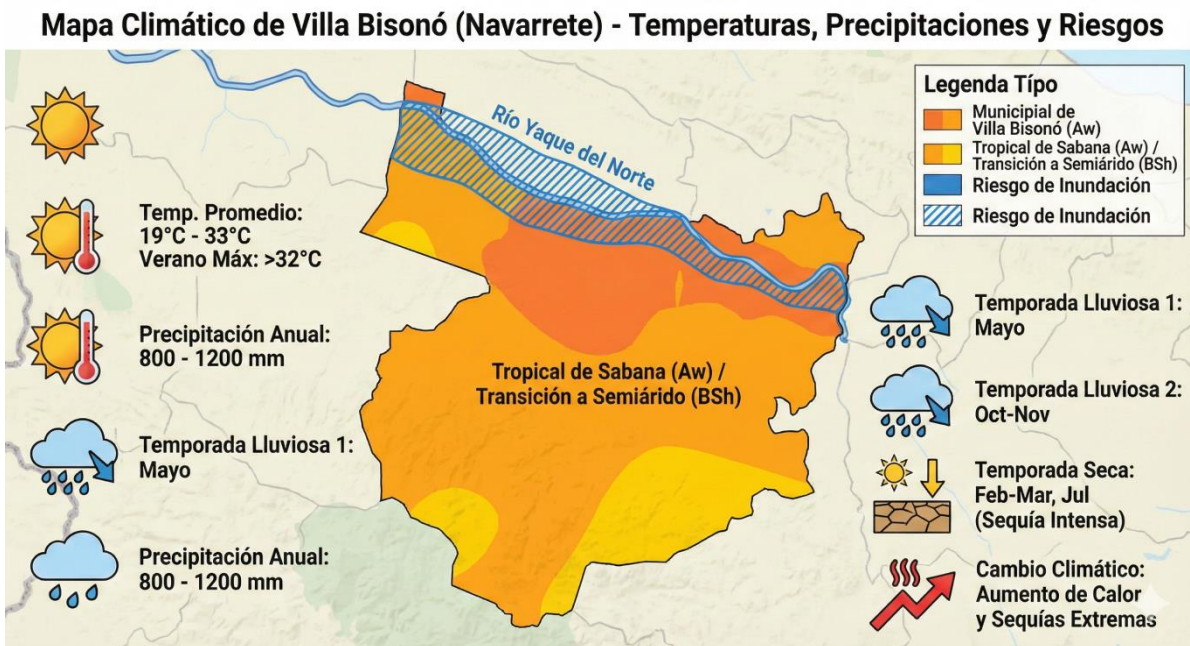 Mapa Climático de Villa Bisonó (Navarrete) - Temperaturas, Precipitaciones y Riesgos
Temp. Promedio:
19°C - 33°C
Verano Máx: >32°C
Precipitación Anual:
800 - 1200 mm
Temporada Lluviosa 1:
Mayo
Precipitación Anual:
800 - 1200 mm
Río Yaque del Norte
Tropical de Sabana (Aw) /
Transición a Semiárido (BSh)
Legenda Típo
Municipal de
Villa Bisonó (Aw)
Tropical de Sabana (Aw) /
Transición a Semiárido (BSh)
Riesgo de Inundación
Riesgo de Inundación
Temporada Lluviosa 1:
Mayo
Temporada Lluviosa 2:
Oct-Nov
Temporada Seca:
Feb-Mar, Jul
(Sequía Intensa)
Cambio Climático:
Aumento de Calor
y Sequías Extremas